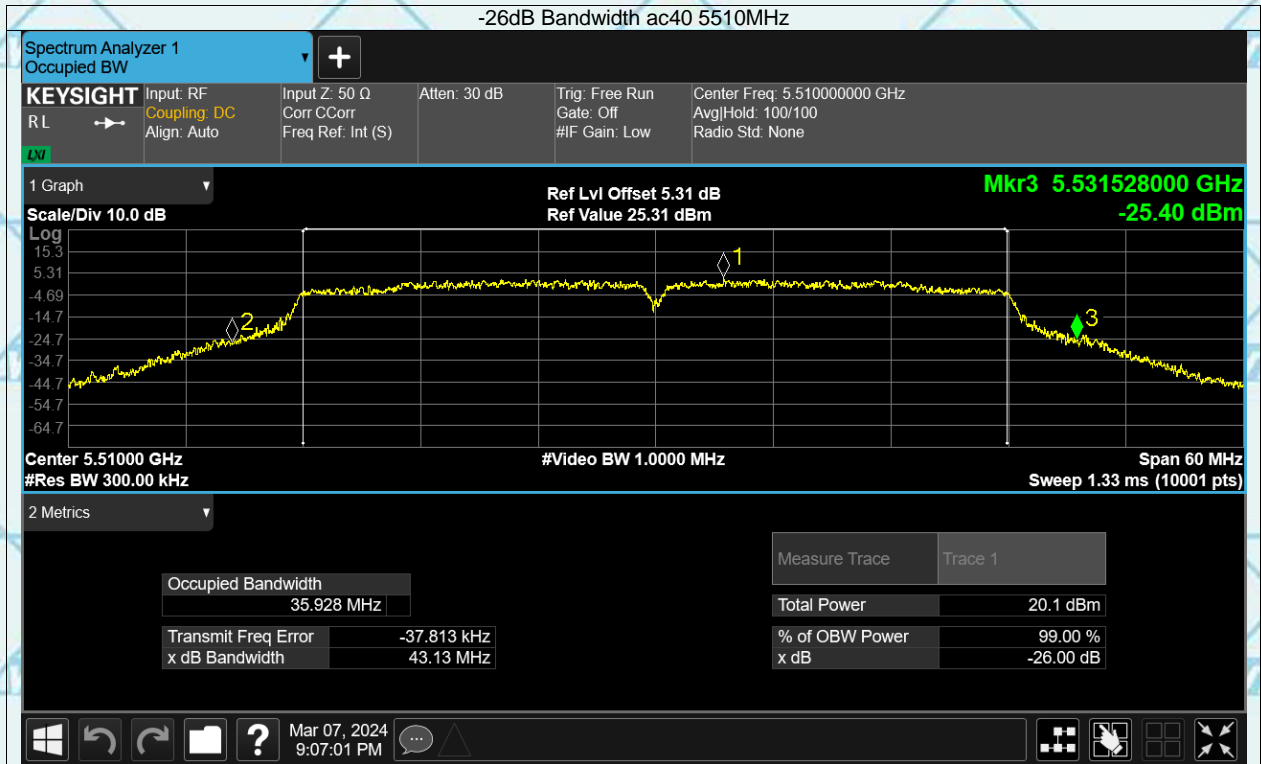 -26dB Bandwidth ac40 5510MHz
Spectrum Analyzer 1
Occupied BW
KEYSIGHT
RL
LXI
Input: RF
Coupling: DC
Align: Auto
Input Z: 50 Ω
Corr CCorr
Freq Ref: Int (S)
Atten: 30 dB
Trig: Free Run
Gate: Off
#IF Gain: Low
Center Freq: 5.510000000 GHz
Avg|Hold: 100/100
Radio Std: None
1 Graph
Scale/Div 10.0 dB
Ref Lvl Offset 5.31 dB
Ref Value 25.31 dBm
Mkr3 5.531528000 GHz
-25.40 dBm
Log
15.3
5.31
-4.69
-14.7
-24.7
-34.7
-44.7
-54.7
-64.7
1
2
3
Center 5.51000 GHz
#Video BW 1.0000 MHz
Span 60 MHz
#Res BW 300.00 kHz
Sweep 1.33 ms (10001 pts)
2 Metrics
Measure Trace Trace 1
Occupied Bandwidth
35.928 MHz
Total Power 20.1 dBm
Transmit Freq Error -37.813 kHz
% of OBW Power 99.00 %
x dB Bandwidth 43.13 MHz
x dB -26.00 dB
?
Mar 07, 2024
9:07:01 PM